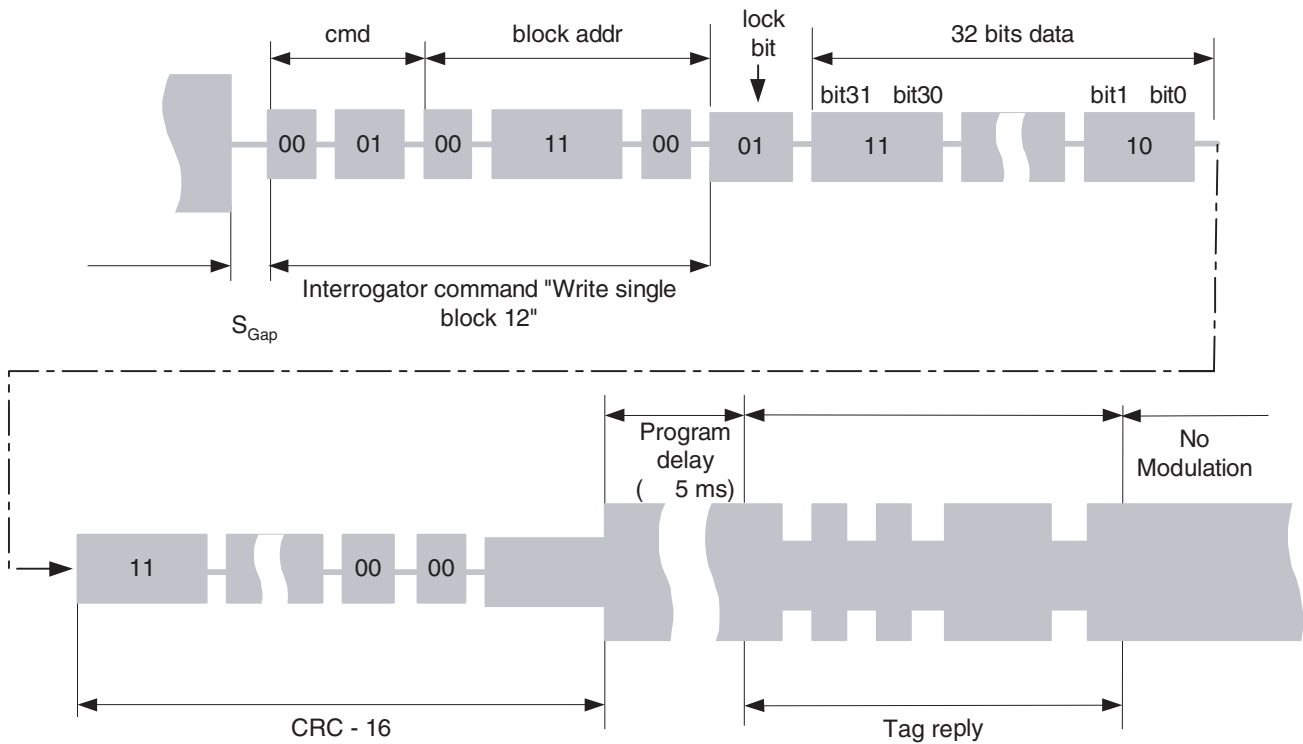 cmd
block addr
lock
bit
32 bits data
bit31 bit30
bit1 bit0
00 01 00 11 00 01 11 10
Interrogator command "Write single
block 12"
SGap
Program
delay
( 5 ms)
No
Modulation
11 00 00
CRC - 16
Tag reply